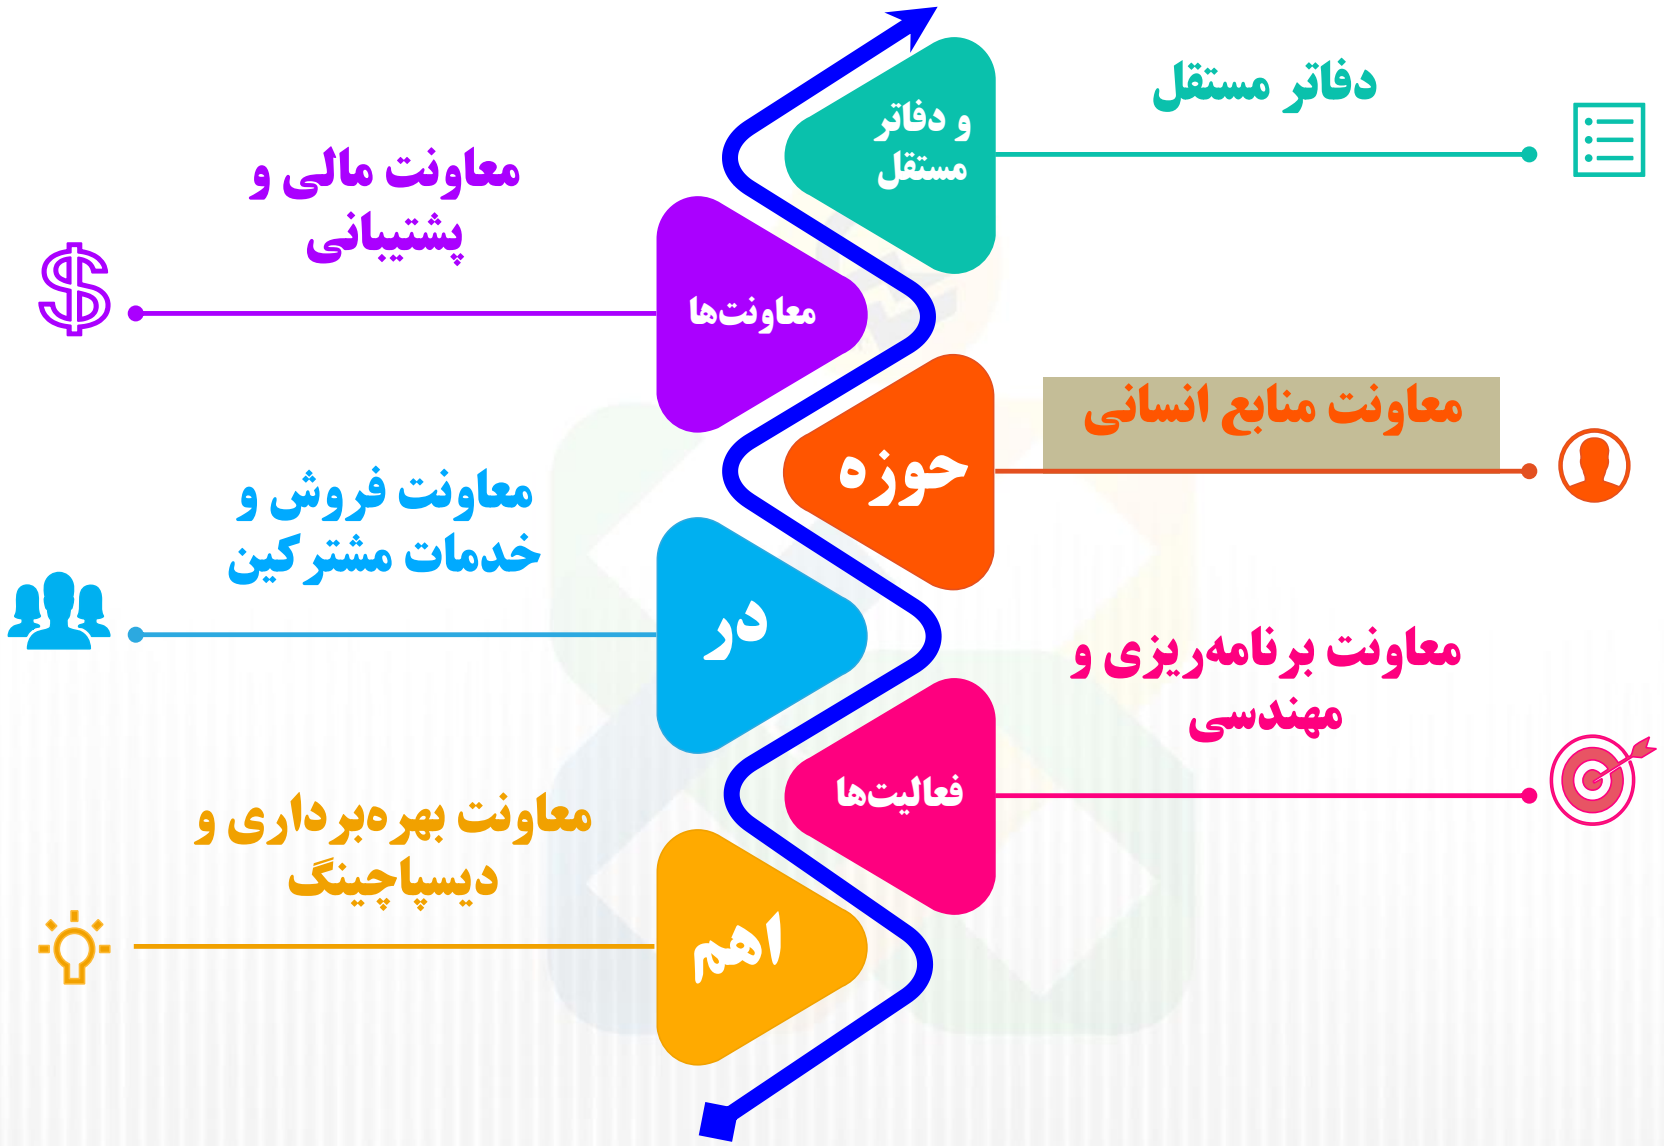 دفاتر مستقل
و دفاتر
مستقل
معاونت مالی و
پشتیبانی
معاونت‌ها
معاونت منابع انسانی
حوزه
معاونت فروش و
خدمات مشترکین
در
معاونت برنامه‌ریزی و
مهندسی
فعالیت‌ها
معاونت بهره‌برداری و
دیسپاچینگ
اهم